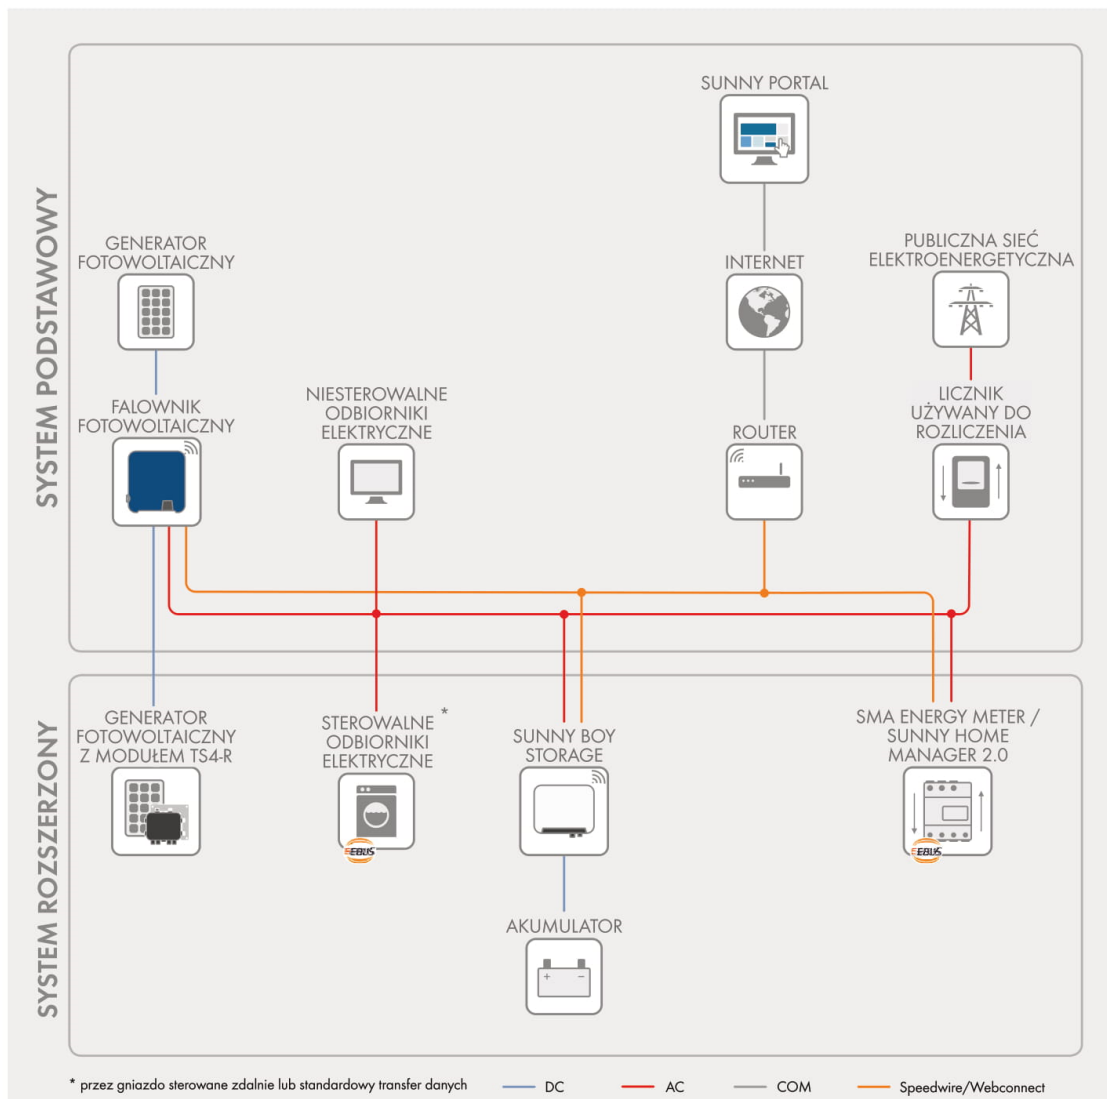 SYSTEM PODSTAWOWY
SUNNY PORTAL
GENERATOR
FOTOWOLTAICZNY
INTERNET
PUBLICZNA SIEĆ
ELEKTROENERGETYCZNA
FALOWNIK
FOTOWOLTAICZNY
NIESTEROWALNE
ODBIORNIKI
ELEKTRYCZNE
ROUTER
LICZNIK
UŻYWANY DO
ROZLICZENIA
SYSTEM ROZSZERZONY
GENERATOR
FOTOWOLTAICZNY
Z MODUŁEM TS4-R
STEROWALNE *
ODBIORNIKI
ELEKTRYCZNE
EEBUS
SUNNY BOY
STORAGE
SMA ENERGY METER /
SUNNY HOME
MANAGER 2.0
EEBUS
AKUMULATOR
+ −
* przez gniazdo sterowane zdalnie lub standardowy transfer danych
DC
AC
COM
Speedwire/Webconnect